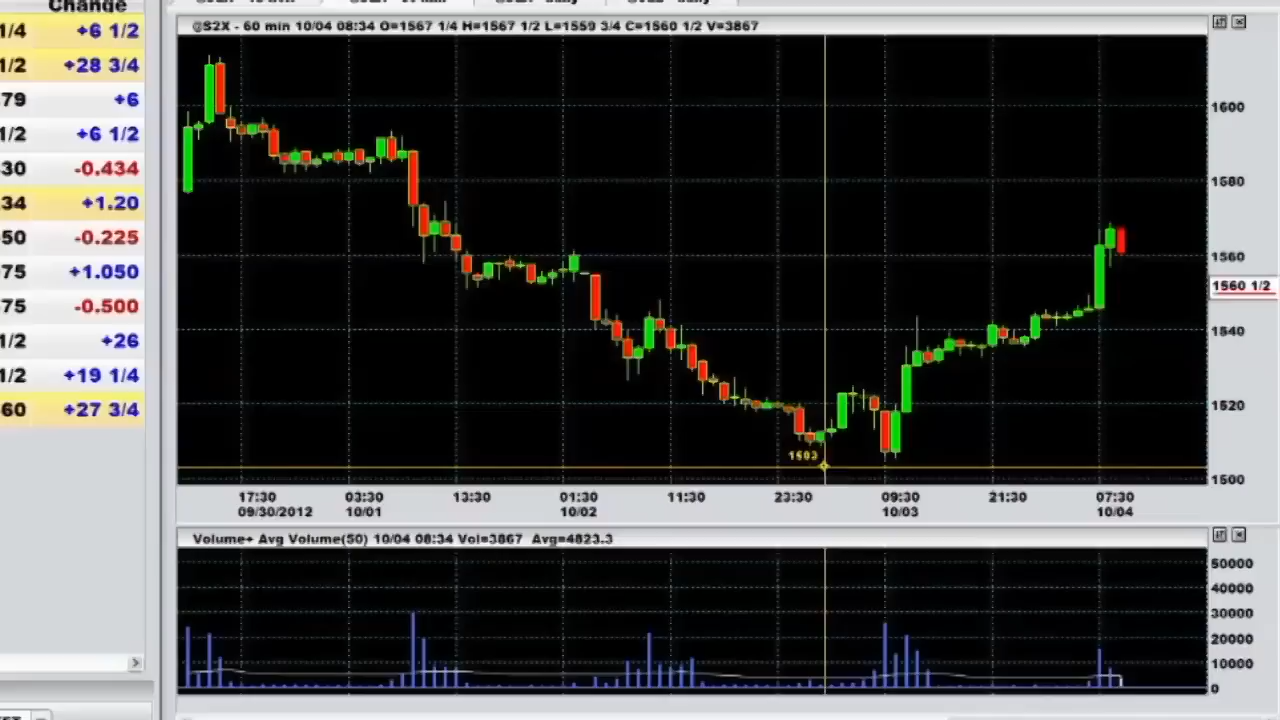 Change
1/4 +6 1/2
1/2 +28 3/4
79 +6
1/2 +6 1/2
30 -0.434
34 +1.20
50 -0.225
75 +1.050
75 -0.500
1/2 +26
1/2 +19 1/4
60 +27 3/4
@S2X - 60 min 10/04 08:34 O=1567 1/4 H=1567 1/2 L=1559 3/4 C=1560 1/2 V=3867
1600
1580
1560
1560 1/2
1540
1520
1503
1500
17:30 03:30 13:30 01:30 11:30 23:30 09:30 21:30 07:30
09/30/2012 10/01 10/02 10/03 10/04
Volume+ Avg Volume(50) 10/04 08:34 Vol=3867 Avg=4823.3
50000
40000
30000
20000
10000
0